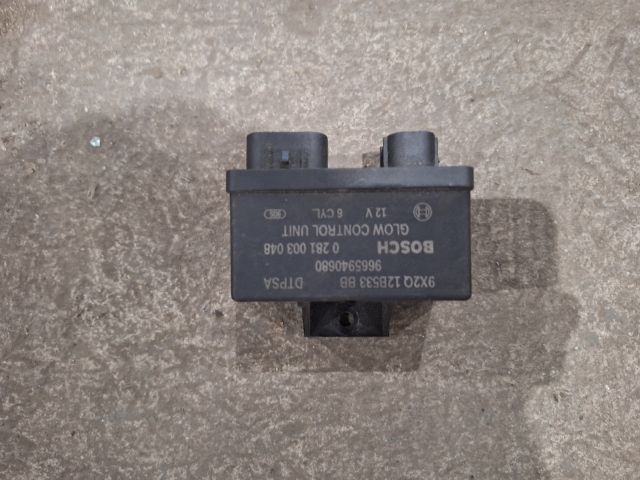 9X2Q 12B533 BB DTPSA
9665940680
BOSCH 0 281 003 048
GLOW CONTROL UNIT
12 V 6 CYL.